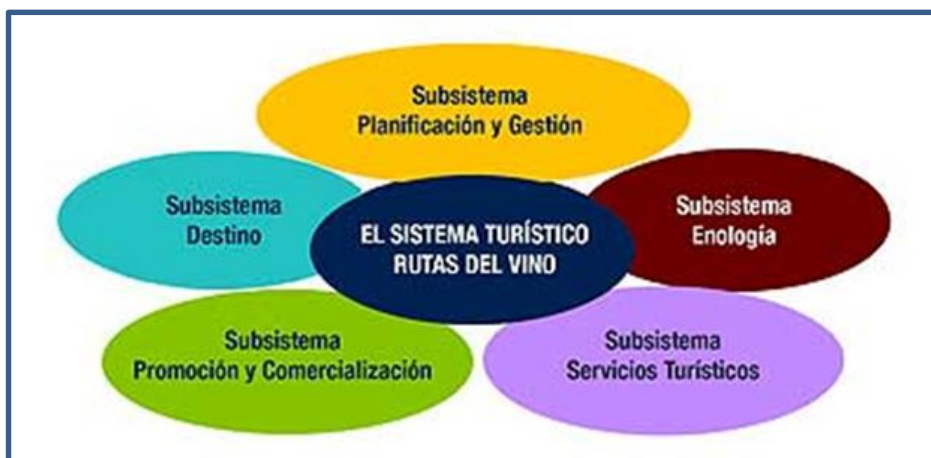 Subsistema
Planificación y Gestión
Subsistema
Destino
EL SISTEMA TURÍSTICO
RUTAS DEL VINO
Subsistema
Enología
Subsistema
Promoción y Comercialización
Subsistema
Servicios Turísticos